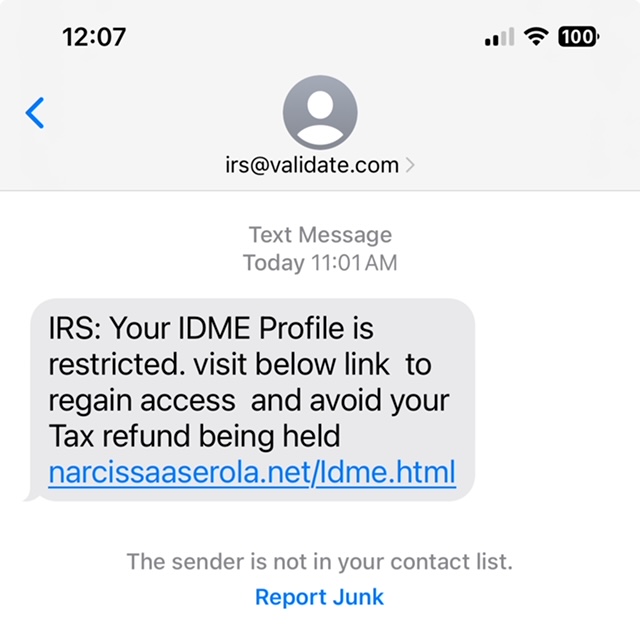 12:07
100
irs@validate.com
Text Message
Today 11:01 AM
IRS: Your IDME Profile is
restricted. visit below link  to
regain access  and avoid your
Tax refund being held
narcissaaserola.net/Idme.html
The sender is not in your contact list.
Report Junk